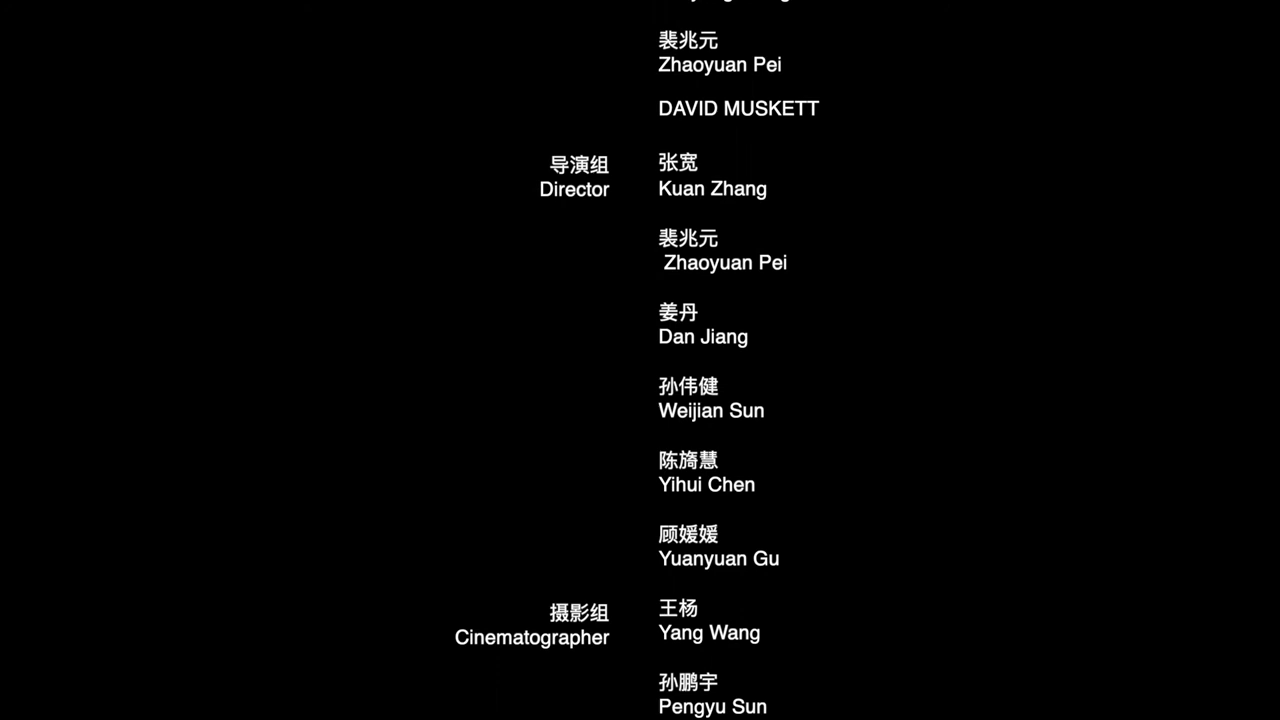 裴兆元
Zhaoyuan Pei
DAVID MUSKETT
导演组
Director
张宽
Kuan Zhang
裴兆元
Zhaoyuan Pei
姜丹
Dan Jiang
孙伟健
Weijian Sun
陈旖慧
Yihui Chen
顾媛媛
Yuanyuan Gu
摄影组
Cinematographer
王杨
Yang Wang
孙鹏宇
Pengyu Sun